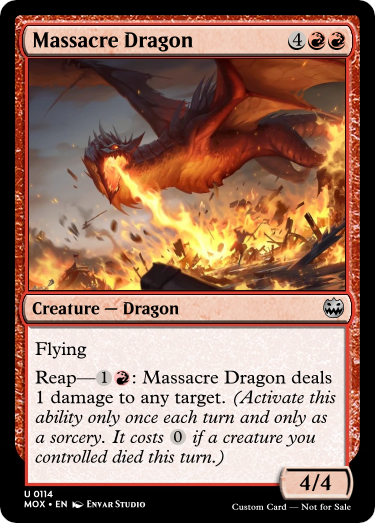 Massacre Dragon 4
Creature — Dragon
Flying
Reap—1: Massacre Dragon deals
1 damage to any target. (Activate this
ability only once each turn and only as
a sorcery. It costs 0 if a creature you
controlled died this turn.)
4/4
U 0114
MOX • EN Envar Studio
Custom Card — Not for Sale